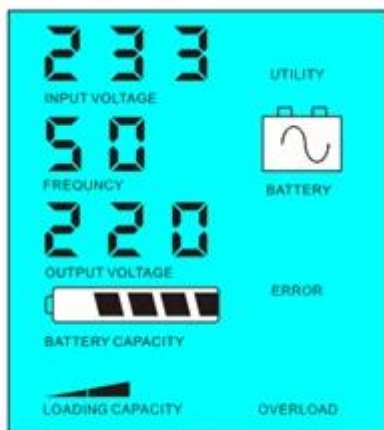 233
UTILITY
INPUT VOLTAGE
50
FREQUNCY
BATTERY
220
OUTPUT VOLTAGE
ERROR
BATTERY CAPACITY
LOADING CAPACITY
OVERLOAD